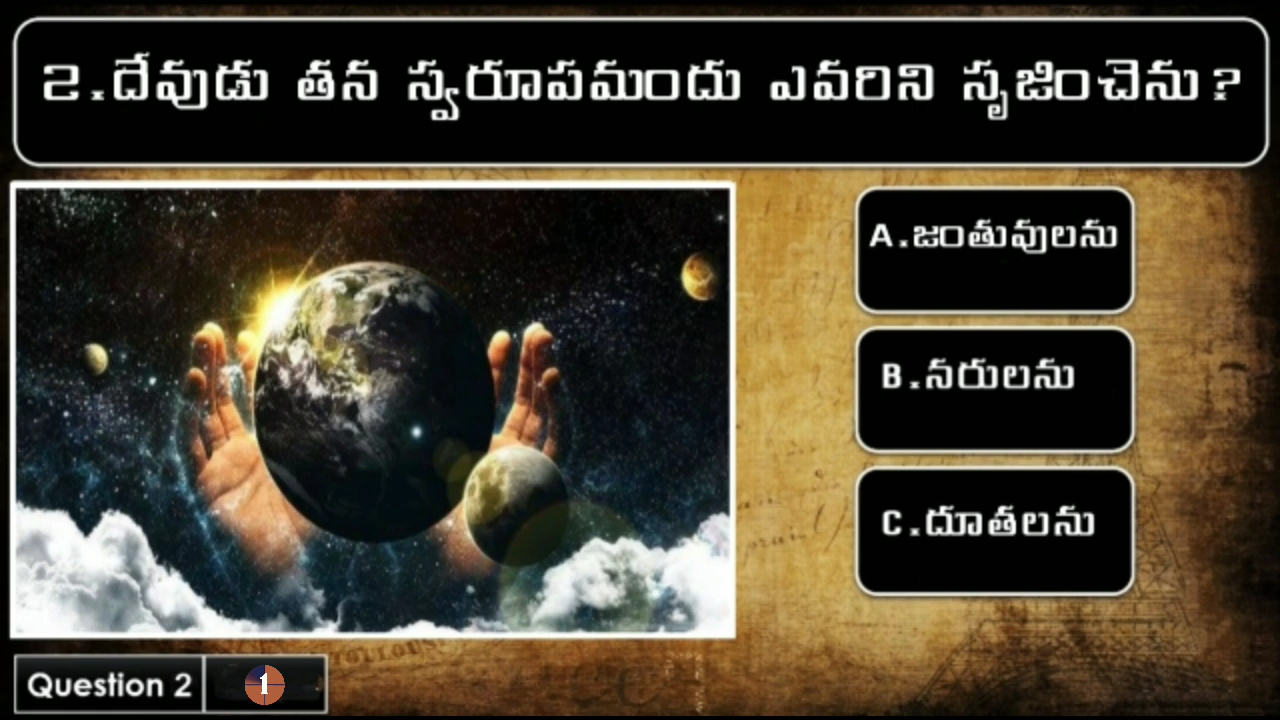 2.దేవుడు తన స్వరూపమందు ఎవరిని సృజించెను?
A.జంతువులను
B.నరులను
C.దూతలను
Question 2
1